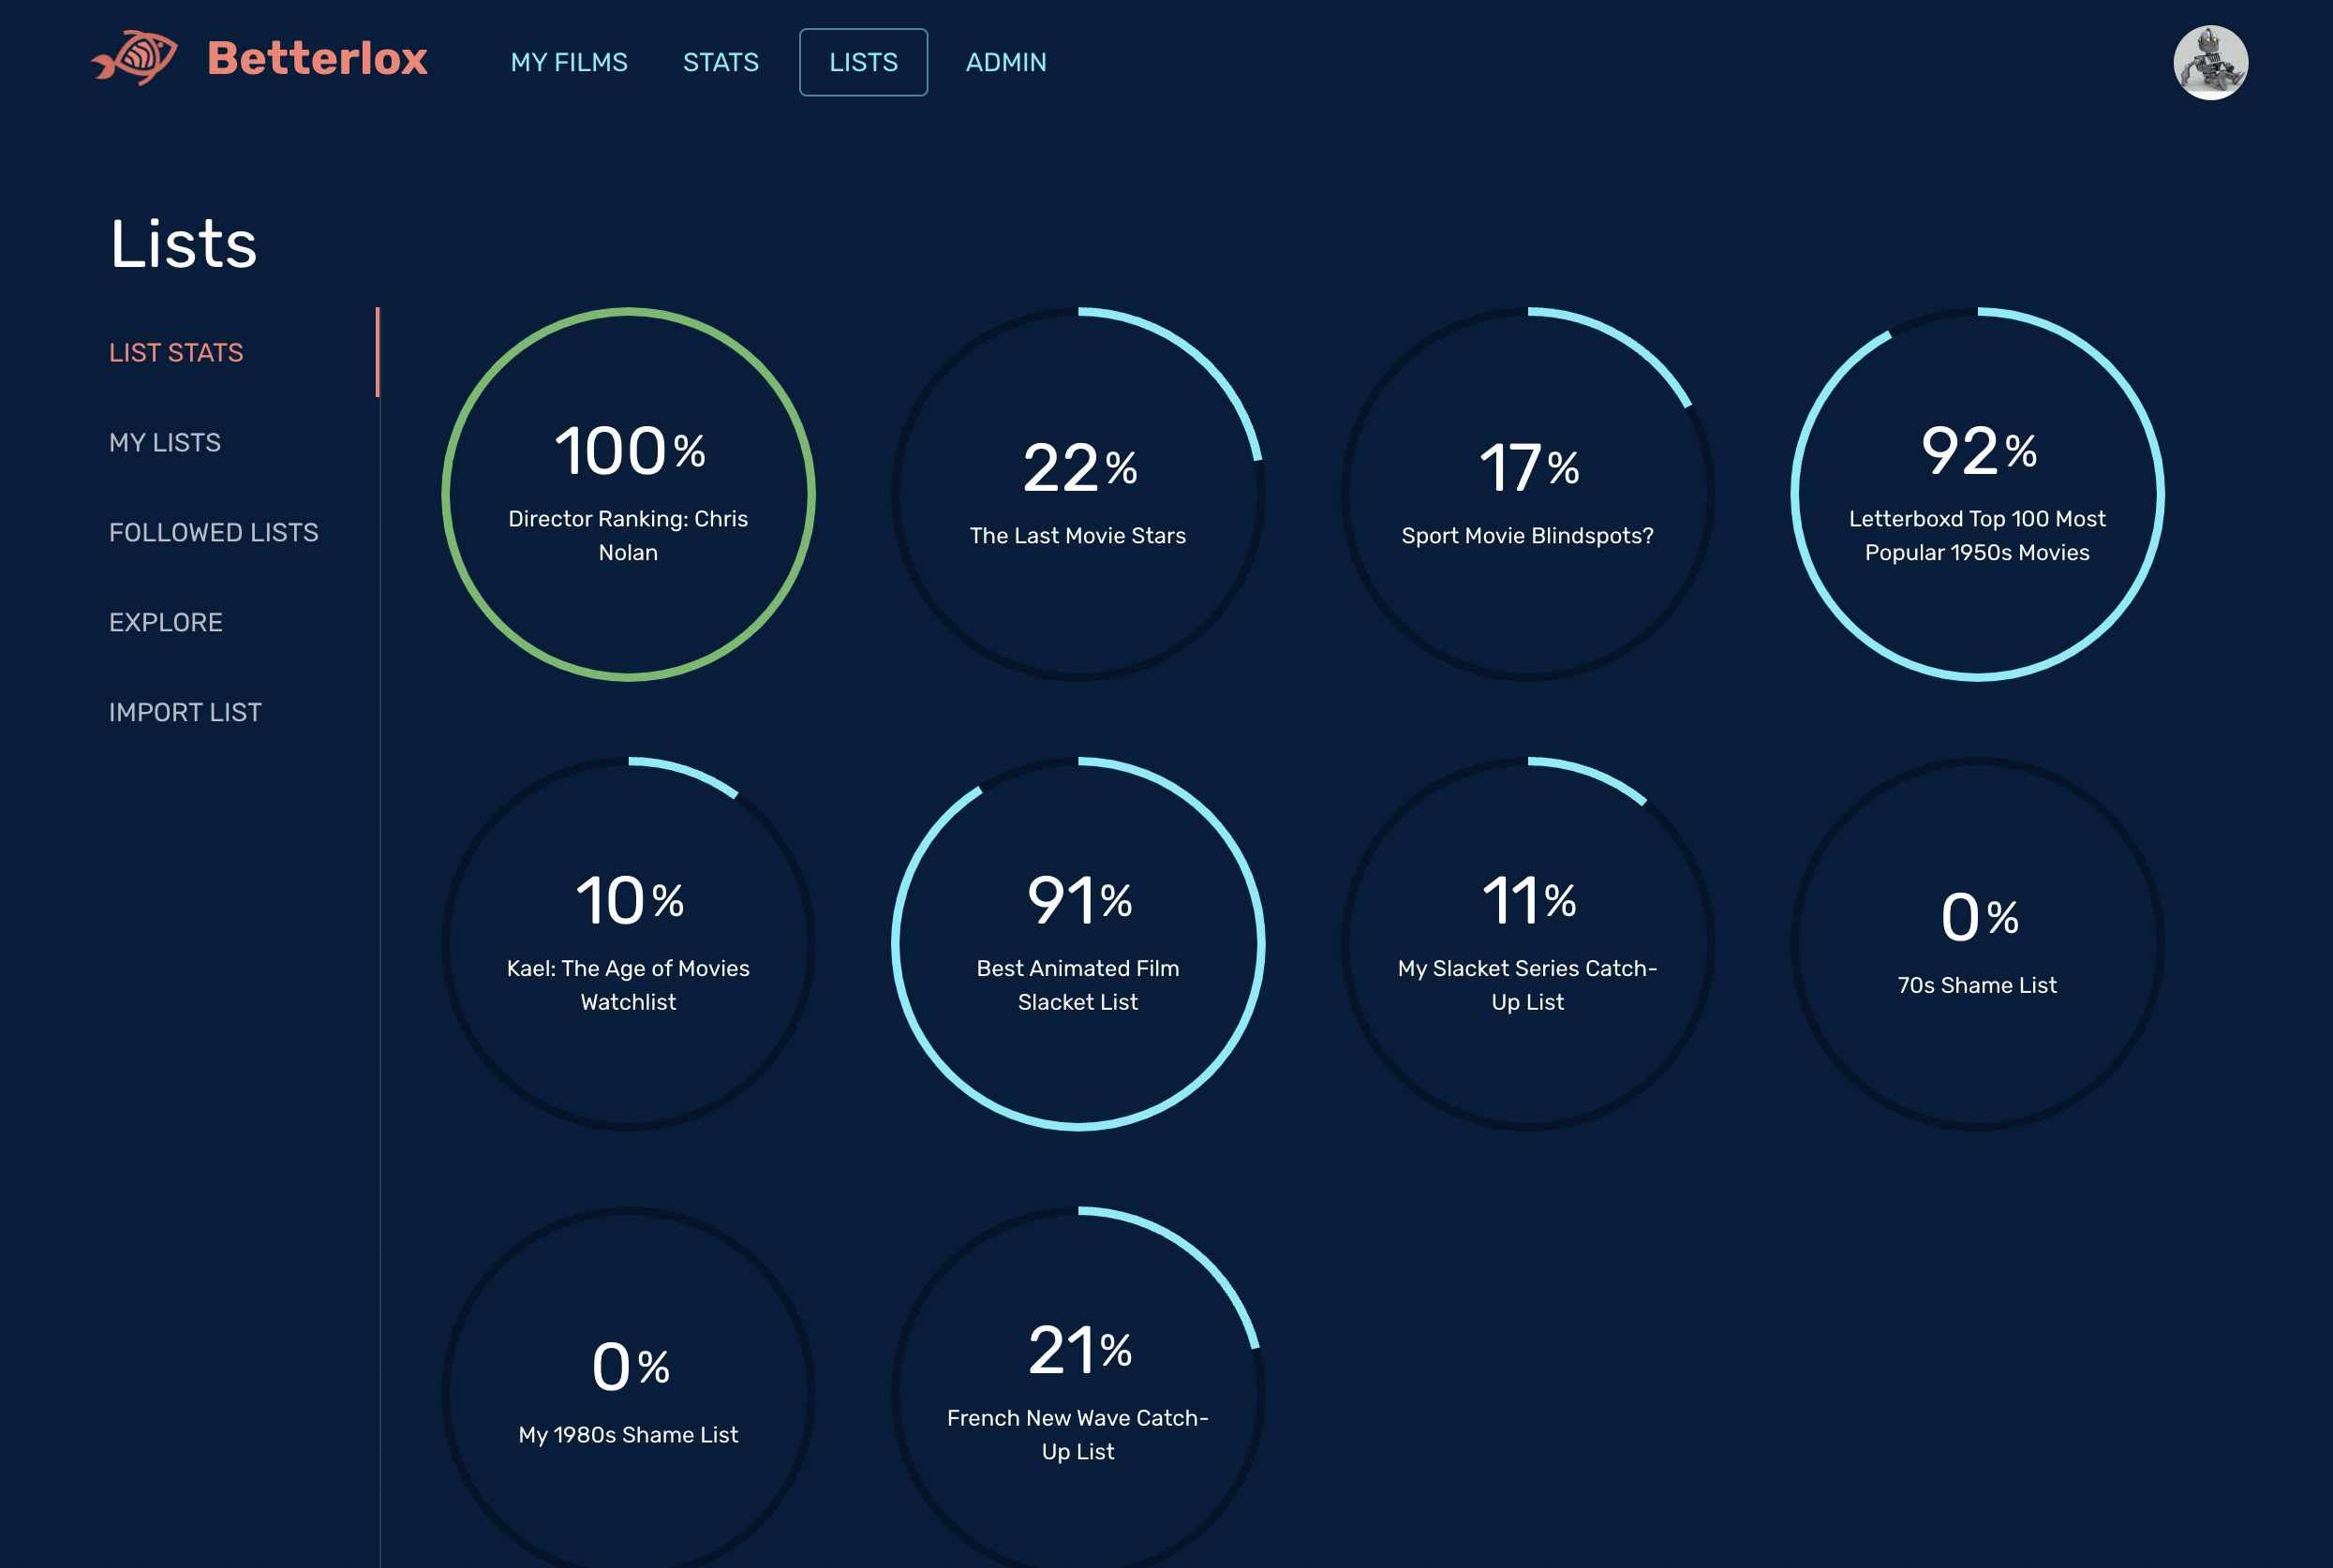 Betterlox
MY FILMS
STATS
LISTS
ADMIN
Lists
LIST STATS
MY LISTS
FOLLOWED LISTS
EXPLORE
IMPORT LIST
100%
Director Ranking: Chris
Nolan
22%
The Last Movie Stars
17%
Sport Movie Blindspots?
92%
Letterboxd Top 100 Most
Popular 1950s Movies
10%
Kael: The Age of Movies
Watchlist
91%
Best Animated Film
Slacket List
11%
My Slacket Series Catch-
Up List
0%
70s Shame List
0%
My 1980s Shame List
21%
French New Wave Catch-
Up List